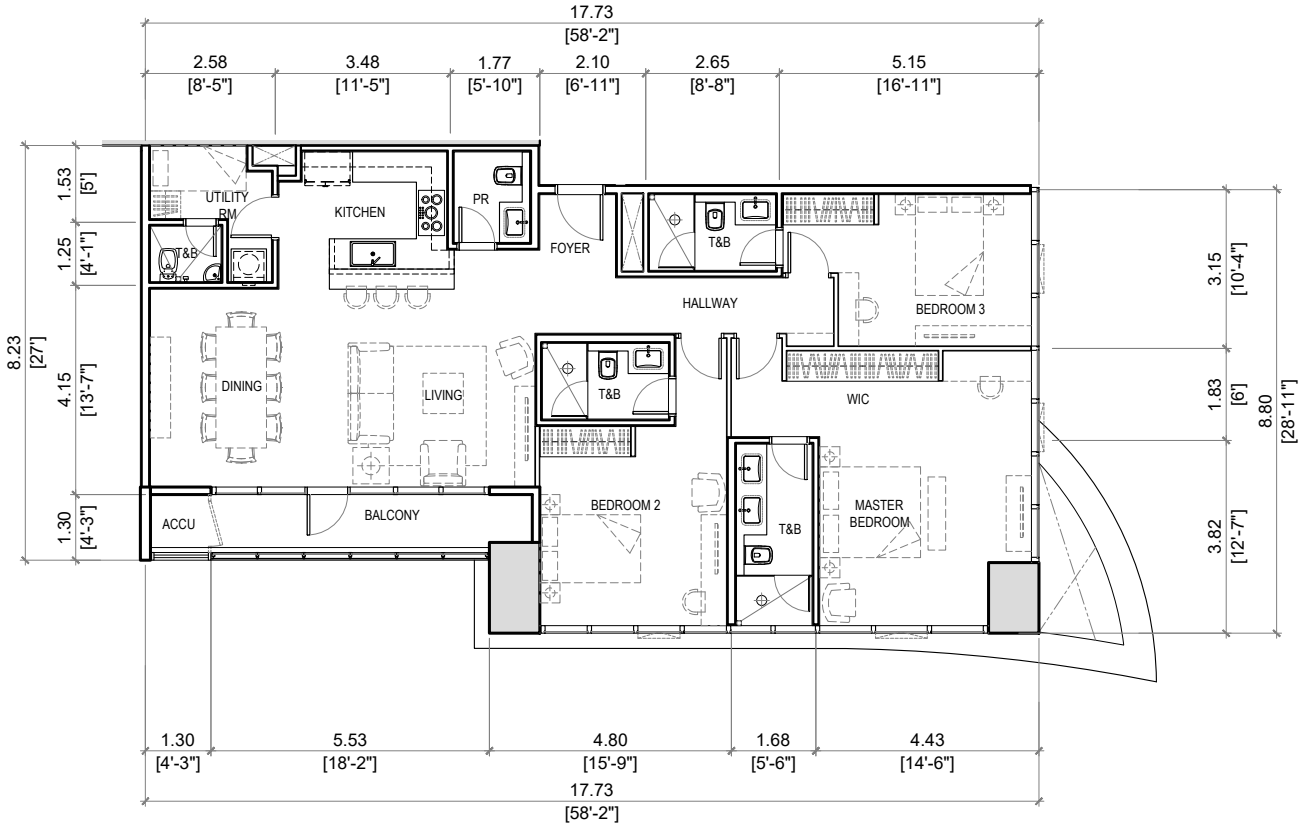 17.73
[58'-2"]
2.58
[8'-5"]
3.48
[11'-5"]
1.77
[5'-10"]
2.10
[6'-11"]
2.65
[8'-8"]
5.15
[16'-11"]
8.23
[27']
1.53
[5']
1.25
[4'-1"]
4.15
[13'-7"]
1.30
[4'-3"]
UTILITY
RM
T&B
KITCHEN
PR
FOYER
T&B
HALLWAY
BEDROOM 3
DINING
LIVING
T&B
WIC
ACCU
BALCONY
BEDROOM 2
T&B
MASTER
BEDROOM
3.15
[10'-4"]
1.83
[6']
3.82
[12'-7"]
8.80
[28'-11"]
1.30
[4'-3"]
5.53
[18'-2"]
4.80
[15'-9"]
1.68
[5'-6"]
4.43
[14'-6"]
17.73
[58'-2"]